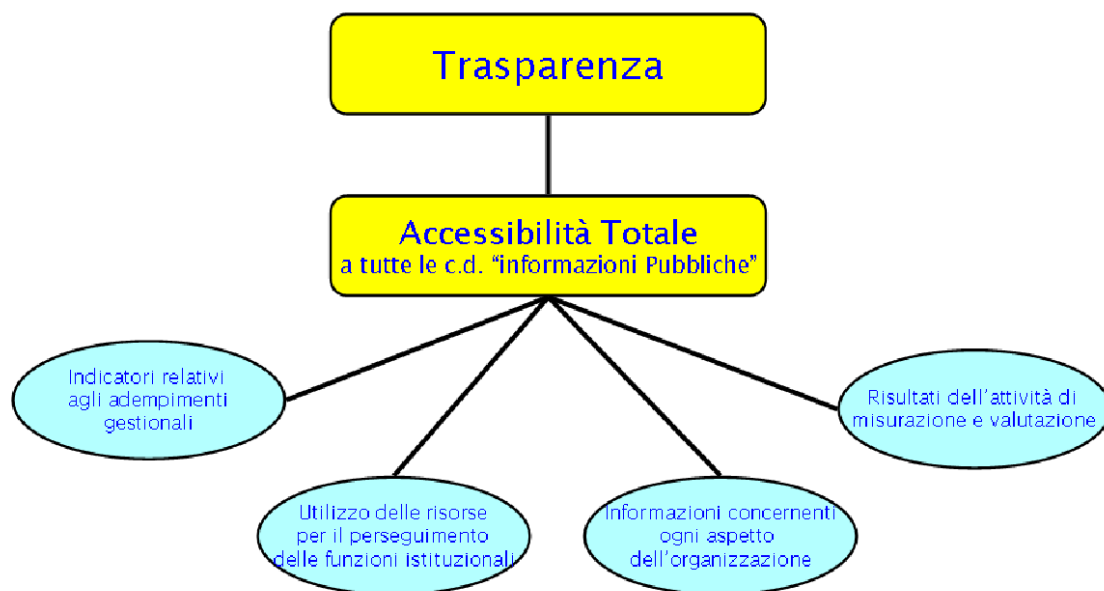 Trasparenza
Accessibilità Totale
a tutte le c.d. “informazioni Pubbliche”
Indicatori relativi
agli adempimenti
gestionali
Risultati dell’attività di
misurazione e valutazione
Utilizzo delle risorse
per il perseguimento
delle funzioni istituzionali
Informazioni concernenti
ogni aspetto
dell’organizzazione